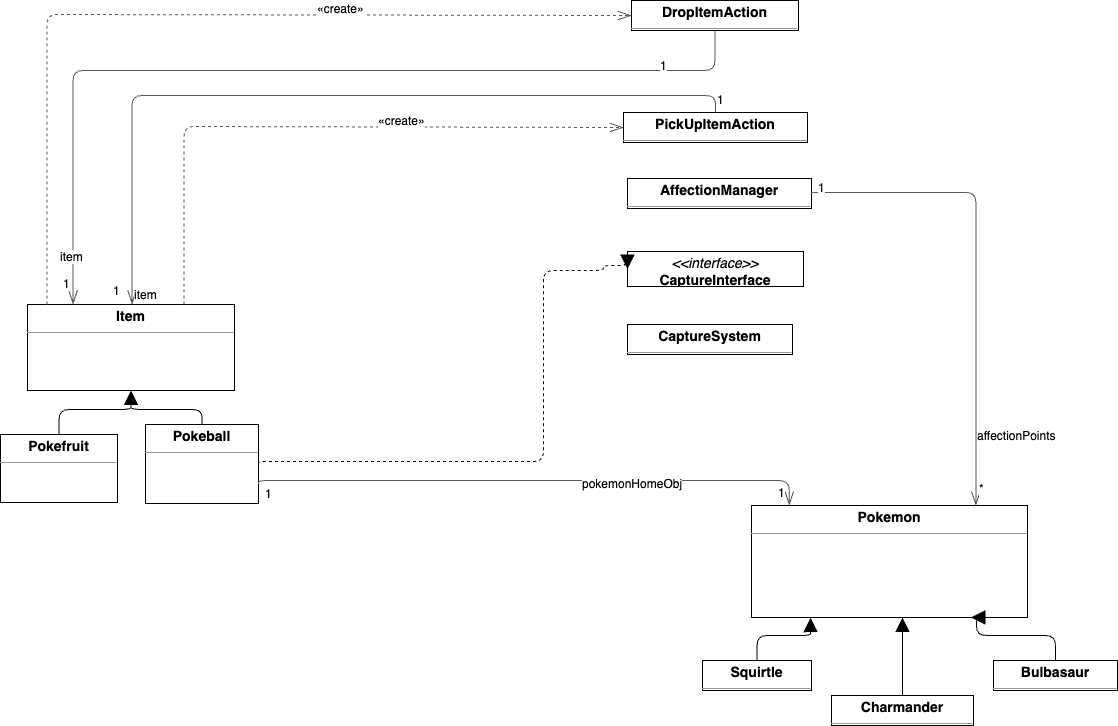 «create»
DropItemAction
1
1
«create»
PickUpItemAction
AffectionManager
1
<<interface>>
CaptureInterface
item
1
1
item
Item
CaptureSystem
Pokefruit
Pokeball
affectionPoints
1
pokemonHomeObj
1
*
Pokemon
Squirtle
Charmander
Bulbasaur